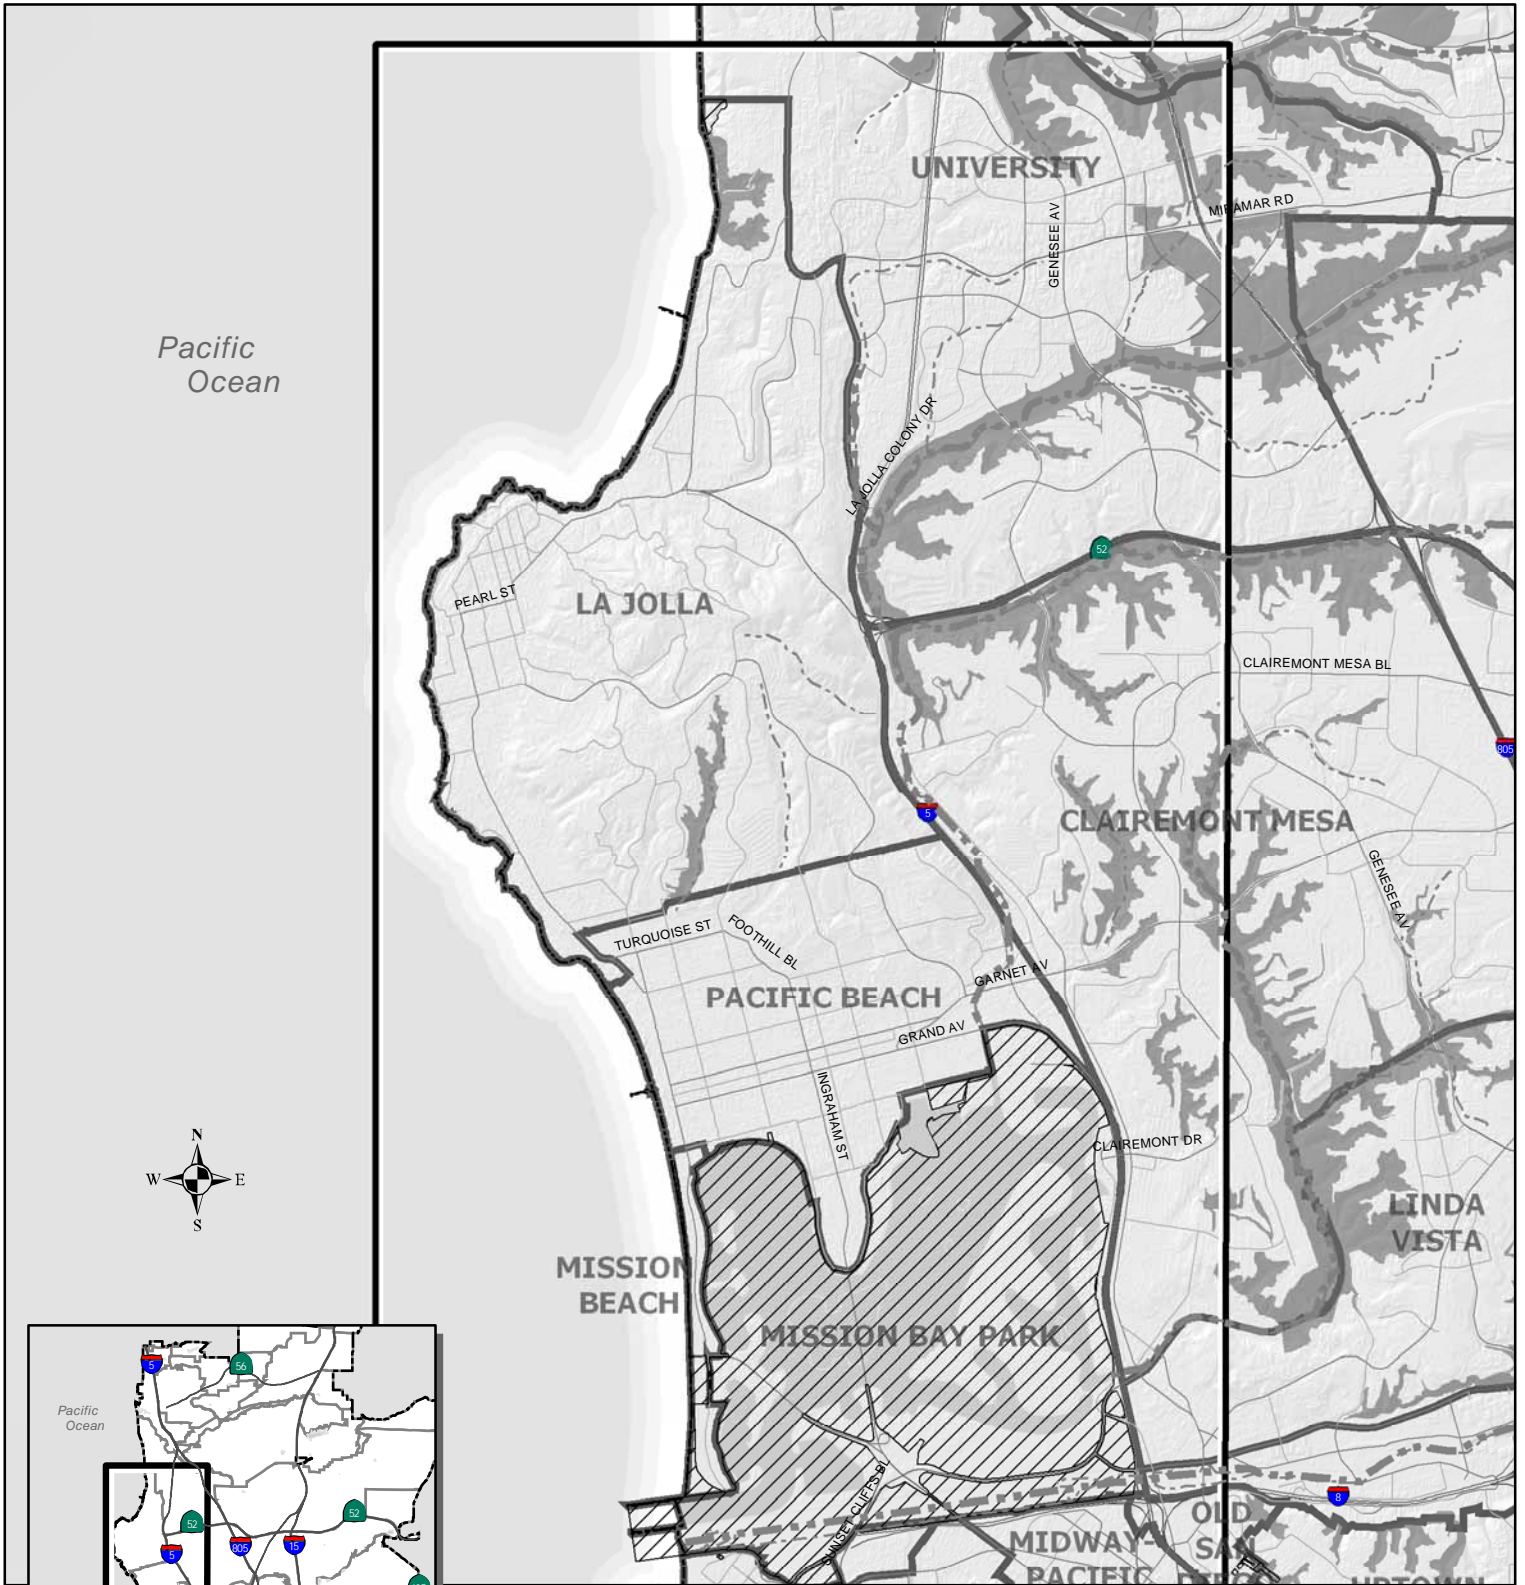 UNIVERSITY
MIRAMAR RD
GENESEE AV
Pacific
Ocean
LA JOLLA COLONY DR
52
PEARL ST
LA JOLLA
CLAIREMONT MESA BL
805
5
CLAIREMONT MESA
GENESEE AV
TURQUOISE ST
FOOTHILL BL
GARNET AV
PACIFIC BEACH
GRAND AV
INGRAHAM ST
CLAIREMONT DR
N
W E
S
LINDA
VISTA
MISSION
BEACH
MISSION BAY PARK
SUNSET CLIFFS BL
8
OLD
SAN
MIDWAY-
PACIFIC
UPTOWN
5
56
Pacific
Ocean
52
52
5
805
15